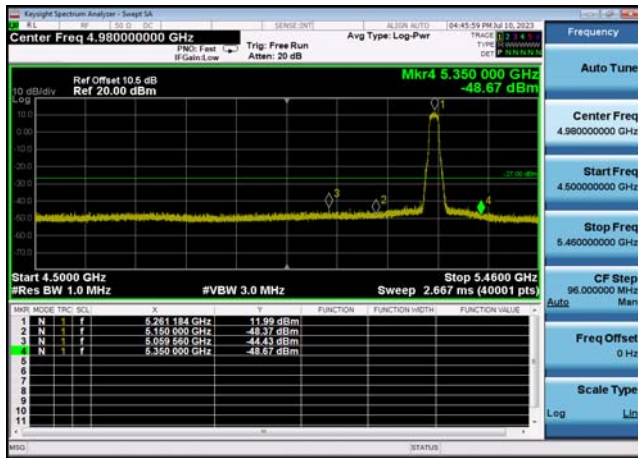 Keysight Spectrum Analyzer - Swept SA
RL RF 50 Ω DC SENSE:INT ALIGN AUTO 04:45:59 PM Jul 10, 2023
Center Freq 4.980000000 GHz
PNO: Fast
IFGain:Low
Trig: Free Run
Atten: 20 dB
Avg Type: Log-Pwr
TRACE 1 2 3 4 5 6
TYPE
DET P N N N N N
Ref Offset 10.5 dB
Ref 20.00 dBm
Mkr4 5.350 000 GHz
-48.67 dBm
10 dB/div
Log
10.0
0.00
-10.0
-20.0
-30.0
-40.0
-50.0
-60.0
-70.0
1
2
3
4
-27.00 dBm
Start 4.5000 GHz
Stop 5.4600 GHz
#Res BW 1.0 MHz
#VBW 3.0 MHz
Sweep 2.667 ms (40001 pts)
MKR MODE TRC SCL X Y FUNCTION FUNCTION WIDTH FUNCTION VALUE
1 N 1 f 5.261 184 GHz 11.99 dBm
2 N 1 f 5.150 000 GHz -48.37 dBm
3 N 1 f 5.059 560 GHz -44.43 dBm
4 N 1 f 5.350 000 GHz -48.67 dBm
5
6
7
8
9
10
11
MSG
STATUS
Frequency
Auto Tune
Center Freq
4.980000000 GHz
Start Freq
4.500000000 GHz
Stop Freq
5.460000000 GHz
CF Step
96.000000 MHz
Auto Man
Freq Offset
0 Hz
Scale Type
Log Lin